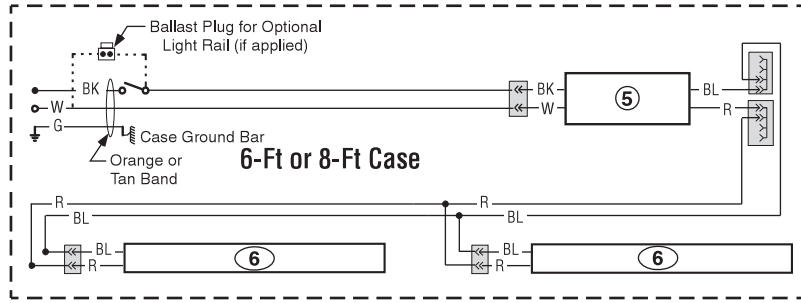 Ballast Plug for Optional
Light Rail (if applied)
BK
BK
BL
W
W
5
R
G
Case Ground Bar
Orange or
Tan Band
6-Ft or 8-Ft Case
R
R
BL
BL
BL
6
BL
6
R
R